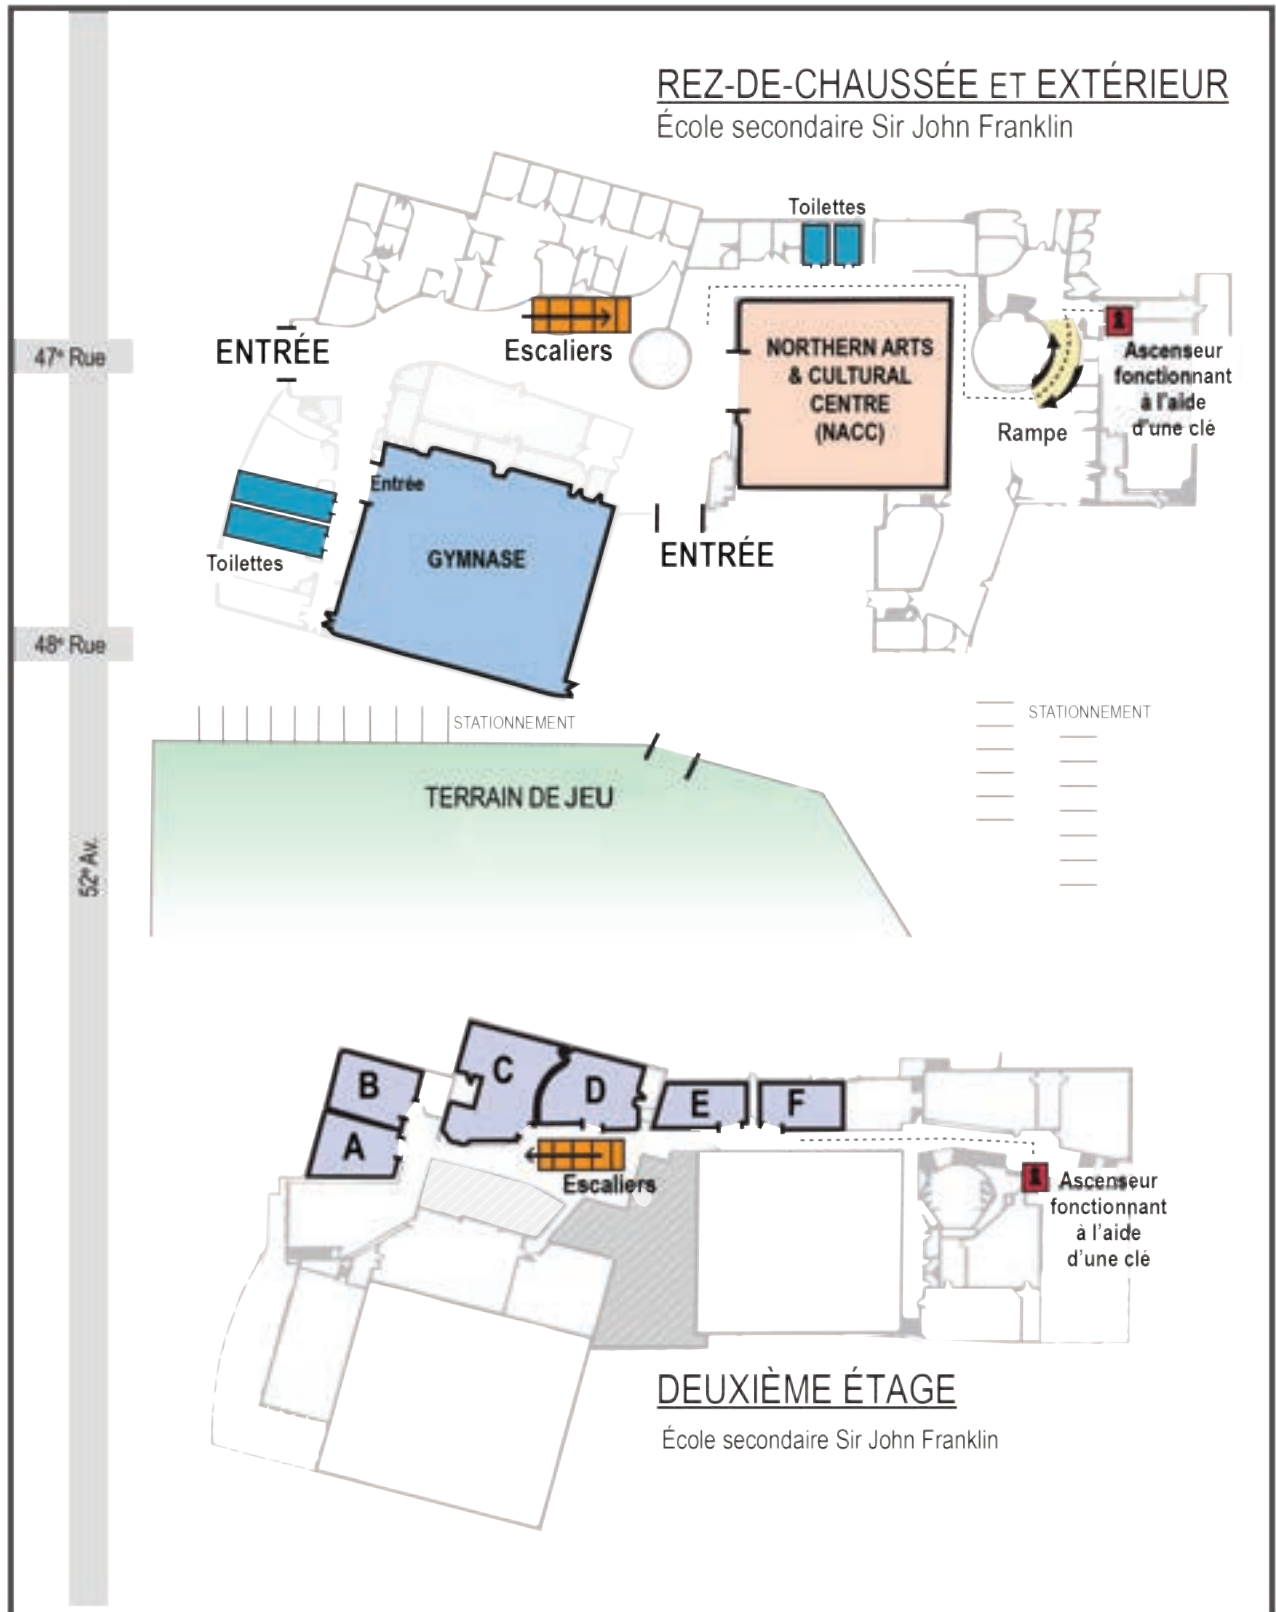 REZ-DE-CHAUSSÉE ET EXTÉRIEUR
École secondaire Sir John Franklin
Toilettes
ENTRÉE
Escaliers
47e Rue
NORTHERN ARTS
& CULTURAL
CENTRE
(NACC)
1
Ascenseur
fonctionnant
à l'aide
d'une clé
Rampe
Entrée
GYMNASE
Toilettes
ENTRÉE
48e Rue
STATIONNEMENT
STATIONNEMENT
TERRAIN DE JEU
52e Av.
B
A
C
D
E
F
Escaliers
1
Ascenseur
fonctionnant
à l'aide
d'une clé
DEUXIÈME ÉTAGE
École secondaire Sir John Franklin